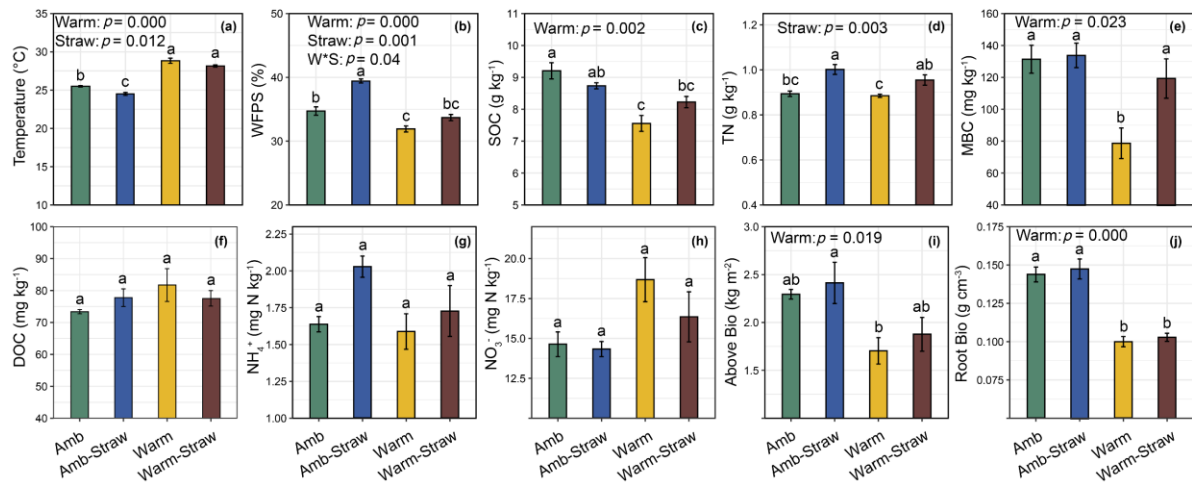 Warm: p = 0.000
Straw: p = 0.012
(a)
Temperature (°C)
35
30
25
20
15
10
b
c
a
a
Warm: p = 0.000
Straw: p = 0.001
W*S: p = 0.04
(b)
WFPS (%)
50
40
30
20
b
a
c
bc
Warm: p = 0.002
(c)
SOC (g kg⁻¹)
10
9
8
7
6
5
a
ab
c
bc
Straw: p = 0.003
(d)
TN (g kg⁻¹)
1.2
1.0
0.8
0.6
0.4
bc
a
c
ab
Warm: p = 0.023
(e)
MBC (mg kg⁻¹)
160
140
120
100
80
60
40
a
a
b
a
(f)
DOC (mg kg⁻¹)
100
90
80
70
60
50
40
a
a
a
a
Amb
Amb-Straw
Warm
Warm-Straw
(g)
NH₄⁺ (mg N kg⁻¹)
2.25
2.00
1.75
1.50
1.25
1.00
a
a
a
a
Amb
Amb-Straw
Warm
Warm-Straw
(h)
NO₃⁻ (mg N kg⁻¹)
20.0
17.5
15.0
12.5
a
a
a
a
Amb
Amb-Straw
Warm
Warm-Straw
Warm: p = 0.019
(i)
Above Bio (kg m⁻²)
3.0
2.5
2.0
1.5
ab
a
b
ab
Amb
Amb-Straw
Warm
Warm-Straw
Warm: p = 0.000
(j)
Root Bio (g cm⁻³)
0.150
0.125
0.100
0.075
a
a
b
b
Amb
Amb-Straw
Warm
Warm-Straw